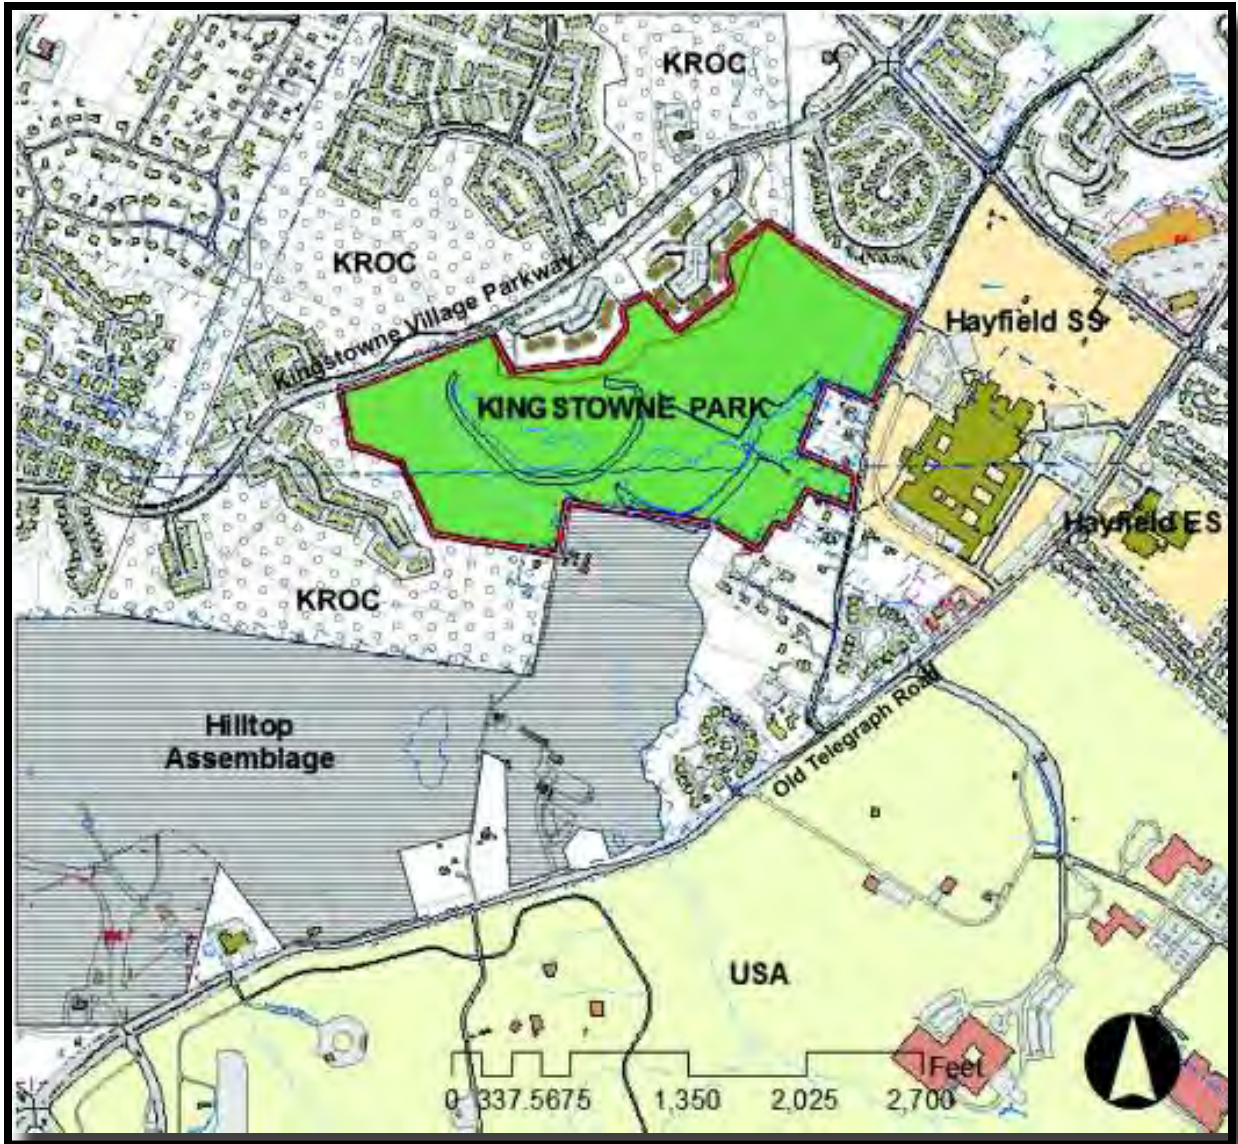 KROC
KROC
Kingstowne Village Parkway
Hayfield SS
KINGSTOWNE PARK
Hayfield ES
KROC
Hilltop
Assemblage
Old Telegraph Road
USA
Feet
0 337.5675 1,350 2,025 2,700